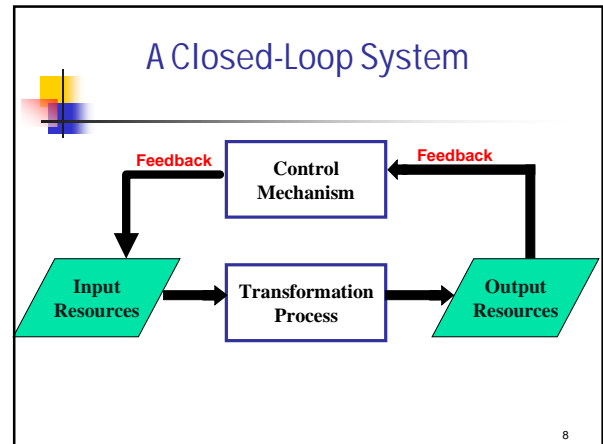 A Closed-Loop System
Feedback
Control
Mechanism
Feedback
Input
Resources
Transformation
Process
Output
Resources
8